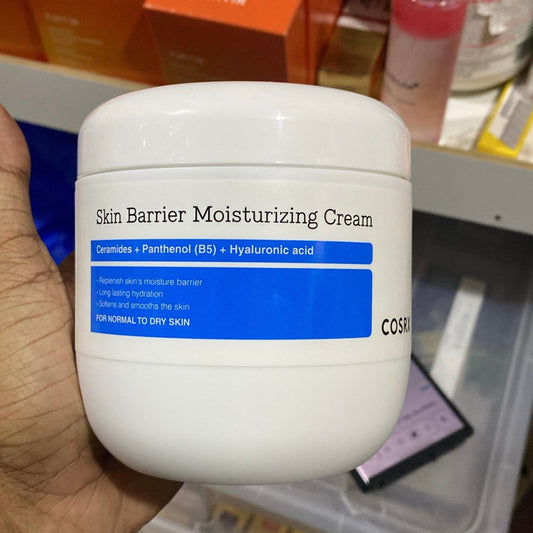 Skin Barrier Moisturizing Cream
Ceramides + Panthenol (B5) + Hyaluronic acid
• Replenish skin's moisture barrier
• Long lasting hydration
• Softens and smooths the skin
FOR NORMAL TO DRY SKIN
COSRX